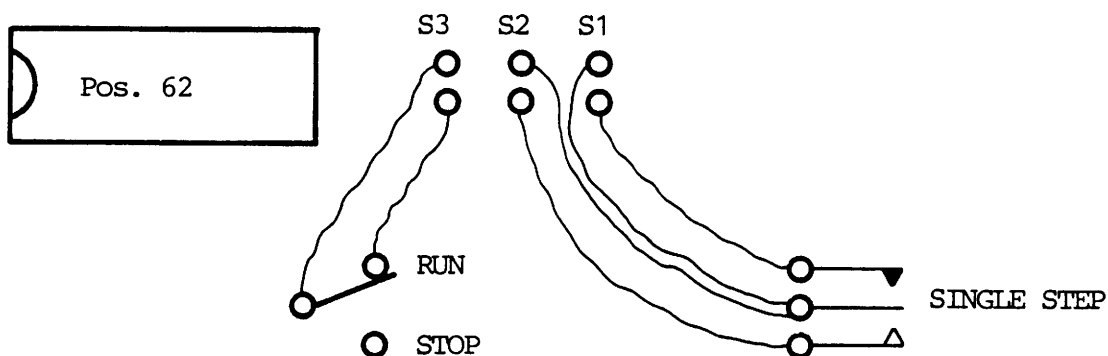 S3 S2 S1
Pos. 62
RUN
SINGLE STEP
STOP